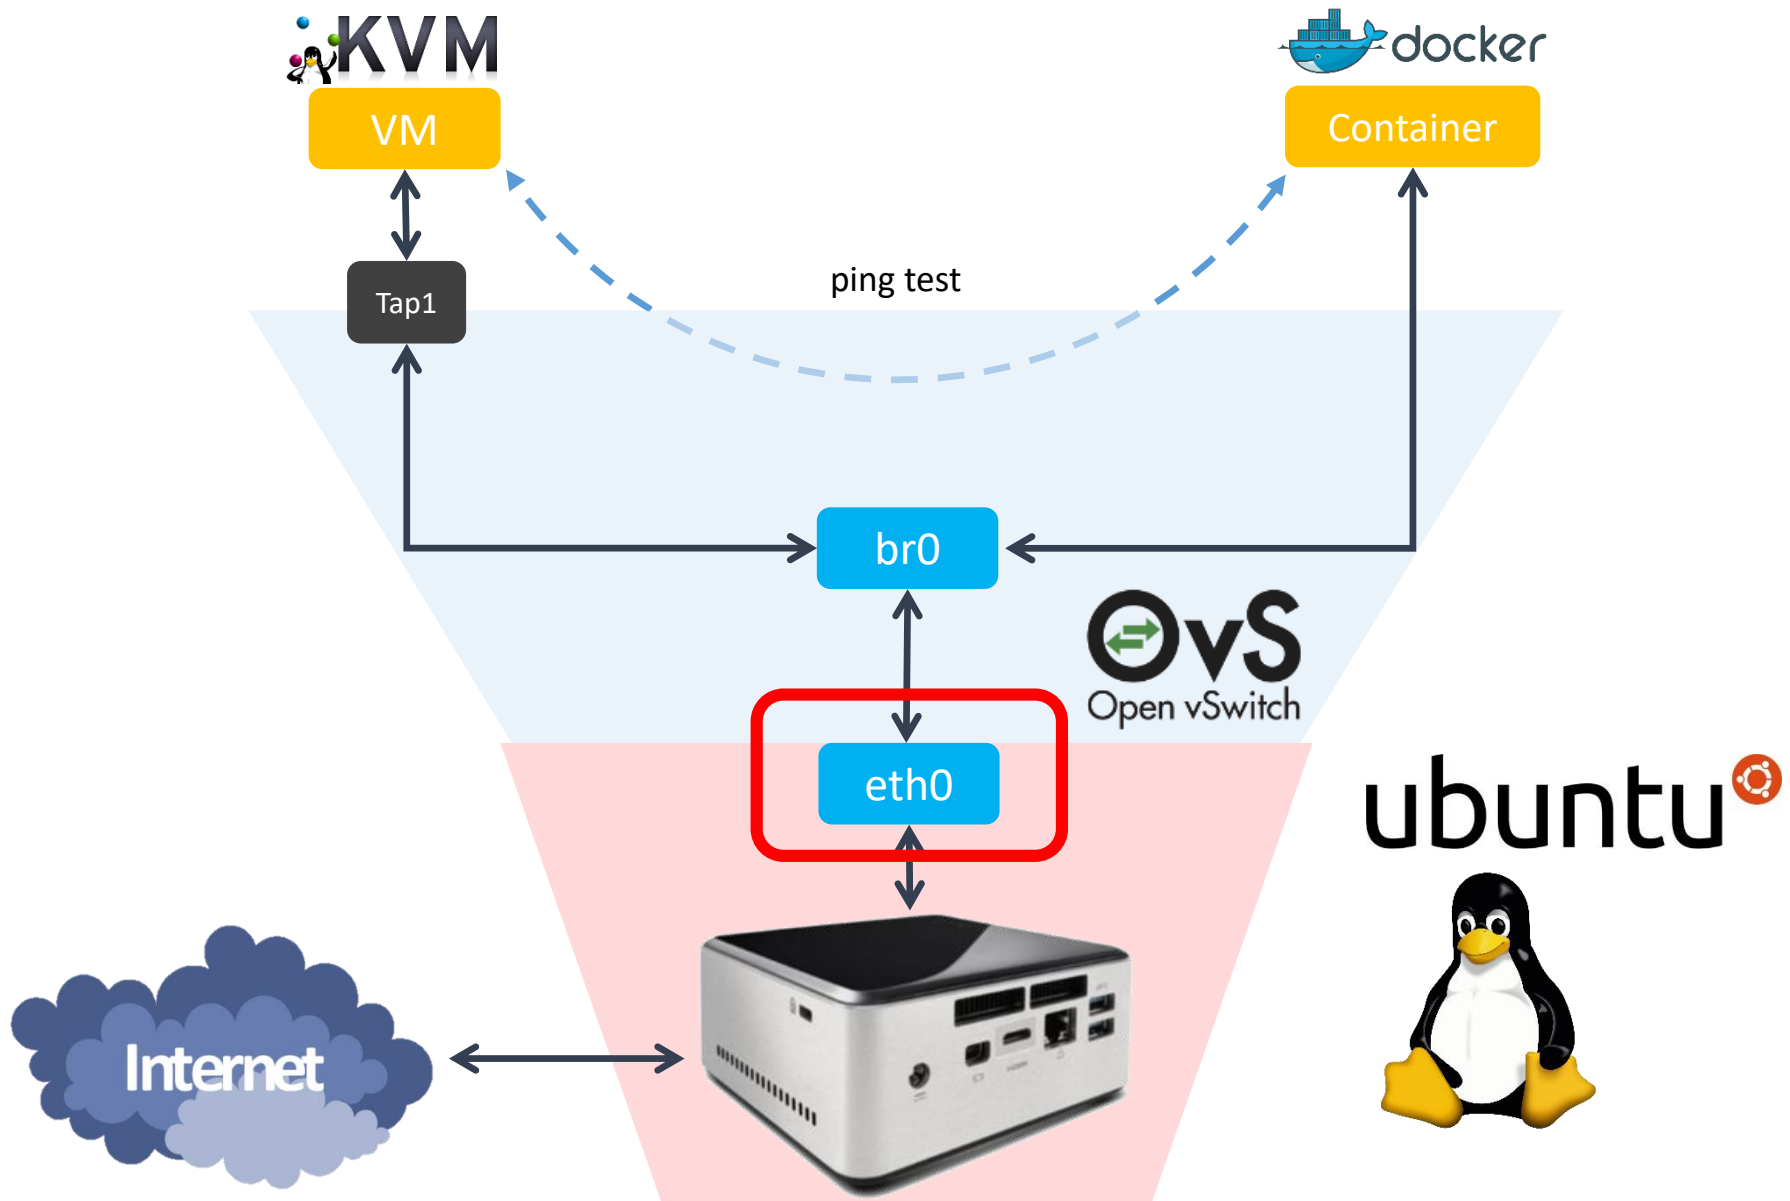 KVM
docker
VM
Container
ping test
Tap1
br0
OvS
Open vSwitch
eth0
ubuntu
Internet